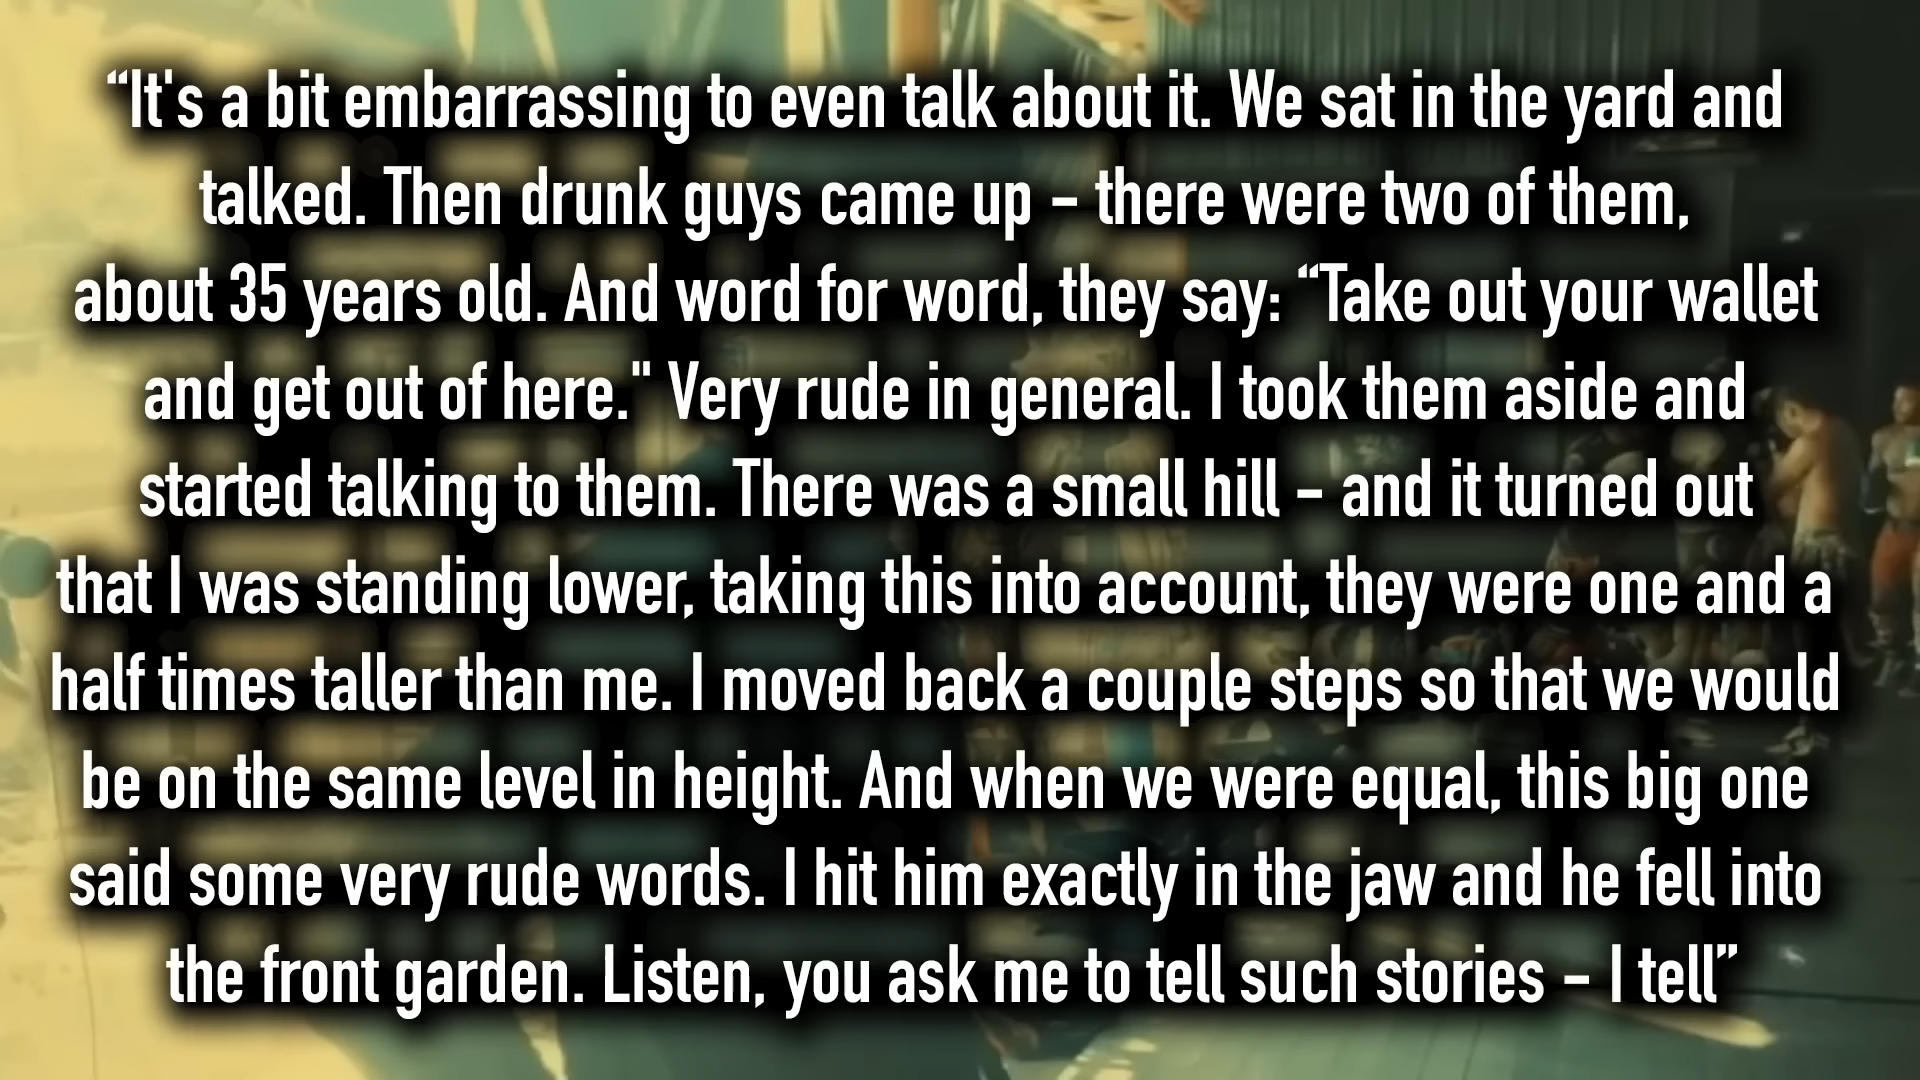 “It's a bit embarrassing to even talk about it. We sat in the yard and
talked. Then drunk guys came up – there were two of them,
about 35 years old. And word for word, they say: “Take out your wallet
and get out of here." Very rude in general. I took them aside and
started talking to them. There was a small hill – and it turned out
that I was standing lower, taking this into account, they were one and a
half times taller than me. I moved back a couple steps so that we would
be on the same level in height. And when we were equal, this big one
said some very rude words. I hit him exactly in the jaw and he fell into
the front garden. Listen, you ask me to tell such stories – I tell”